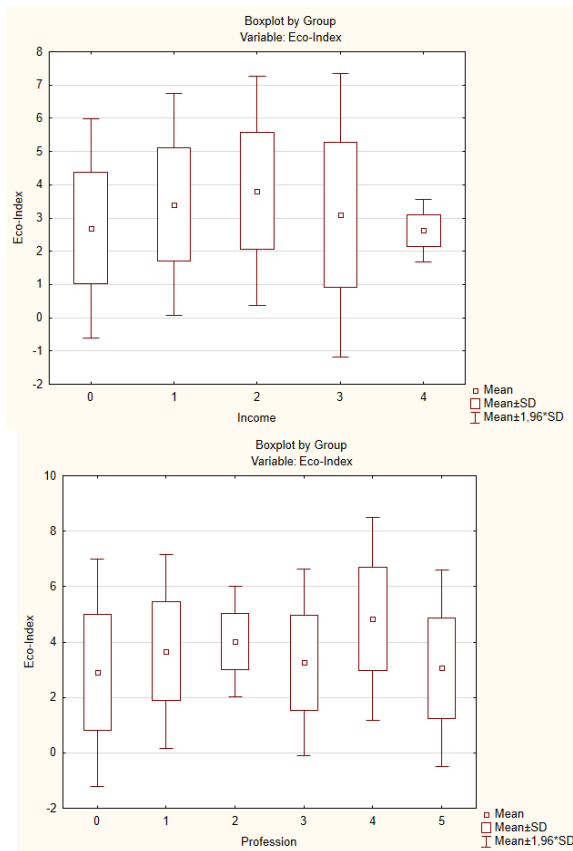 Boxplot by Group
Variable: Eco-Index
8
7
6
5
4
3
2
1
0
-1
-2
Eco-Index
0 1 2 3 4
Income
Mean
Mean±SD
Mean±1,96*SD
Boxplot by Group
Variable: Eco-Index
10
8
6
4
2
0
-2
Eco-Index
0 1 2 3 4 5
Profession
Mean
Mean±SD
Mean±1,96*SD